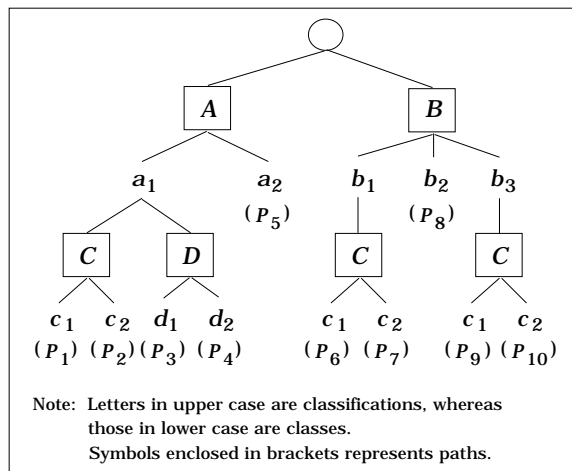 A B
a1 a2 b1 b2 b3
(P5) (P8)
C D C C
c1 c2 d1 d2 c1 c2 c1 c2
(P1) (P2) (P3) (P4) (P6) (P7) (P9) (P10)
Note: Letters in upper case are classifications, whereas
those in lower case are classes.
Symbols enclosed in brackets represents paths.